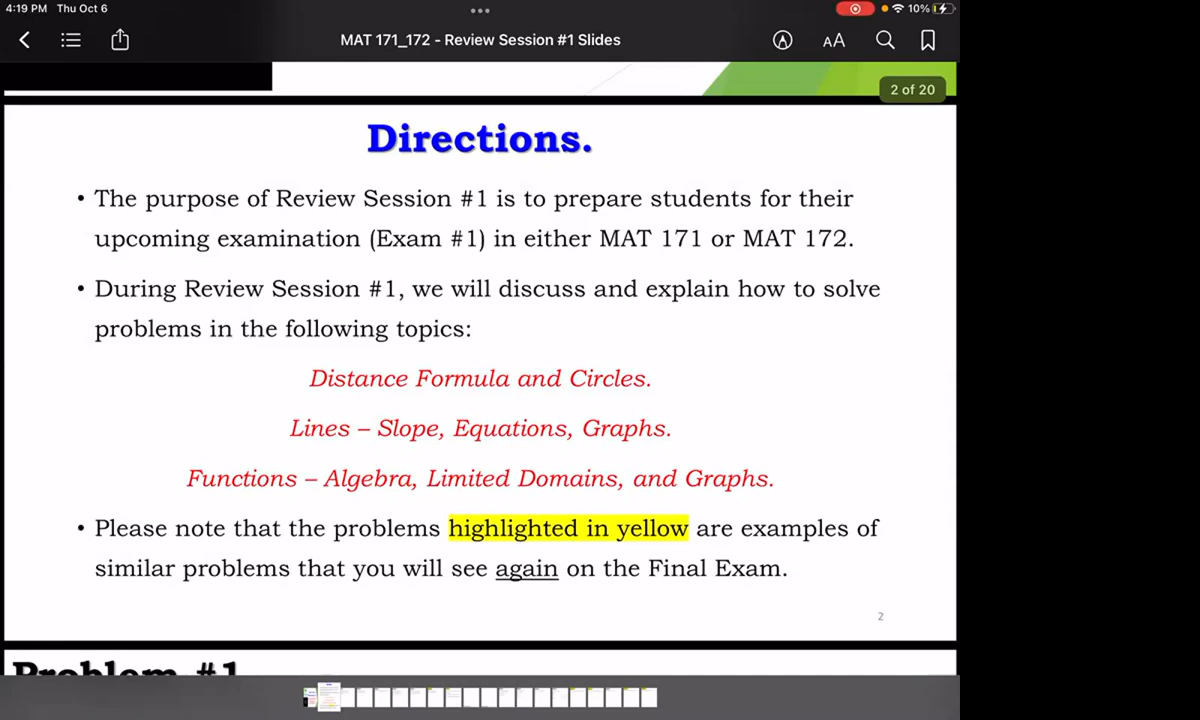 4:19 PM Thu Oct 6
10%
MAT 171_172 - Review Session #1 Slides
AA
2 of 20
Directions.
• The purpose of Review Session #1 is to prepare students for their
upcoming examination (Exam #1) in either MAT 171 or MAT 172.
• During Review Session #1, we will discuss and explain how to solve
problems in the following topics:
Distance Formula and Circles.
Lines – Slope, Equations, Graphs.
Functions – Algebra, Limited Domains, and Graphs.
• Please note that the problems highlighted in yellow are examples of
similar problems that you will see again on the Final Exam.
2
Problem #1